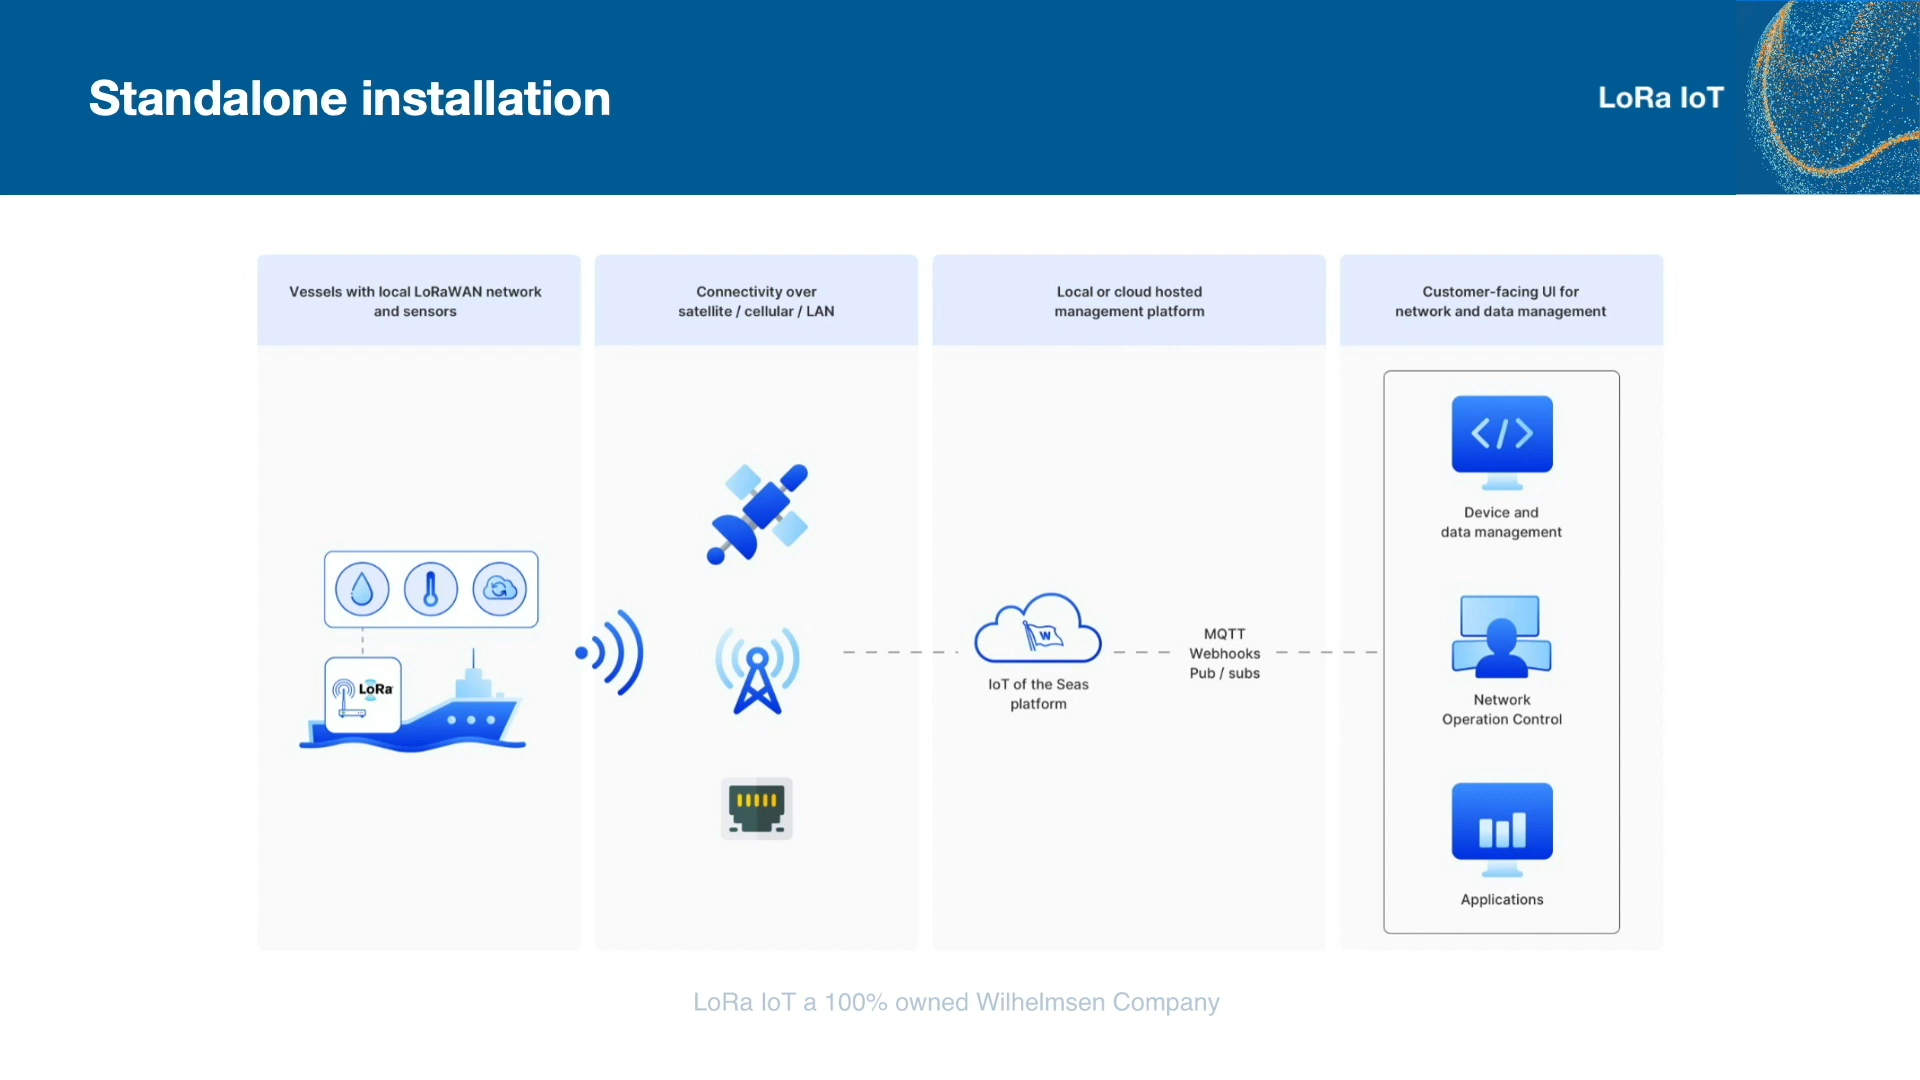 Standalone installation
LoRa IoT
Vessels with local LoRaWAN network
and sensors
Connectivity over
satellite / cellular / LAN
Local or cloud hosted
management platform
Customer-facing UI for
network and data management
LoRa
W
IoT of the Seas
platform
MQTT
Webhooks
Pub / subs
</>
Device and
data management
Network
Operation Control
Applications
LoRa IoT a 100% owned Wilhelmsen Company